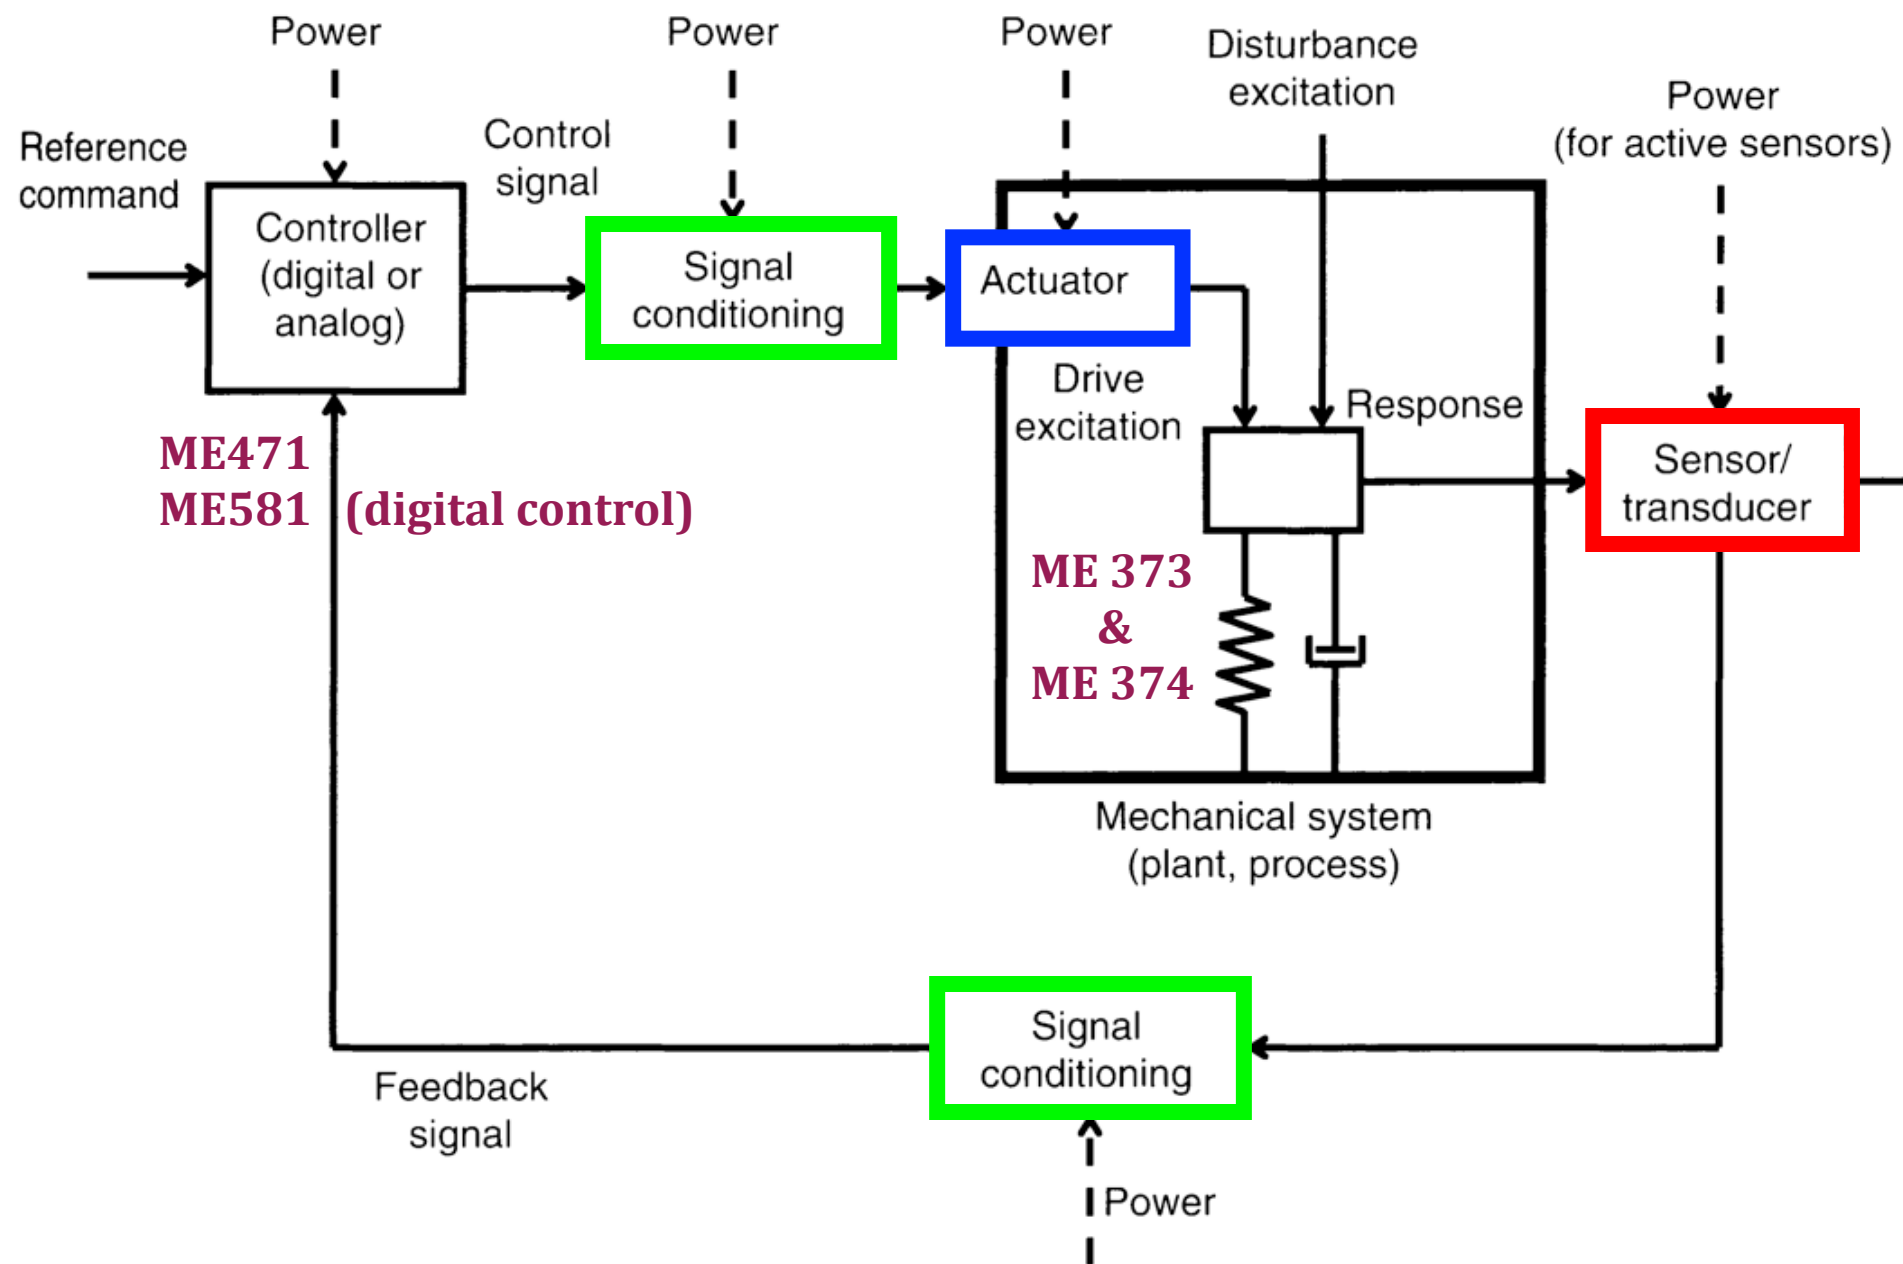 Power
Power
Power
Disturbance
excitation
Power
(for active sensors)
Reference
command
Control
signal
Controller
(digital or
analog)
Signal
conditioning
Actuator
Drive
excitation
Response
Sensor/
transducer
ME471
ME581 (digital control)
ME 373
&
ME 374
Mechanical system
(plant, process)
Signal
conditioning
Feedback
signal
Power